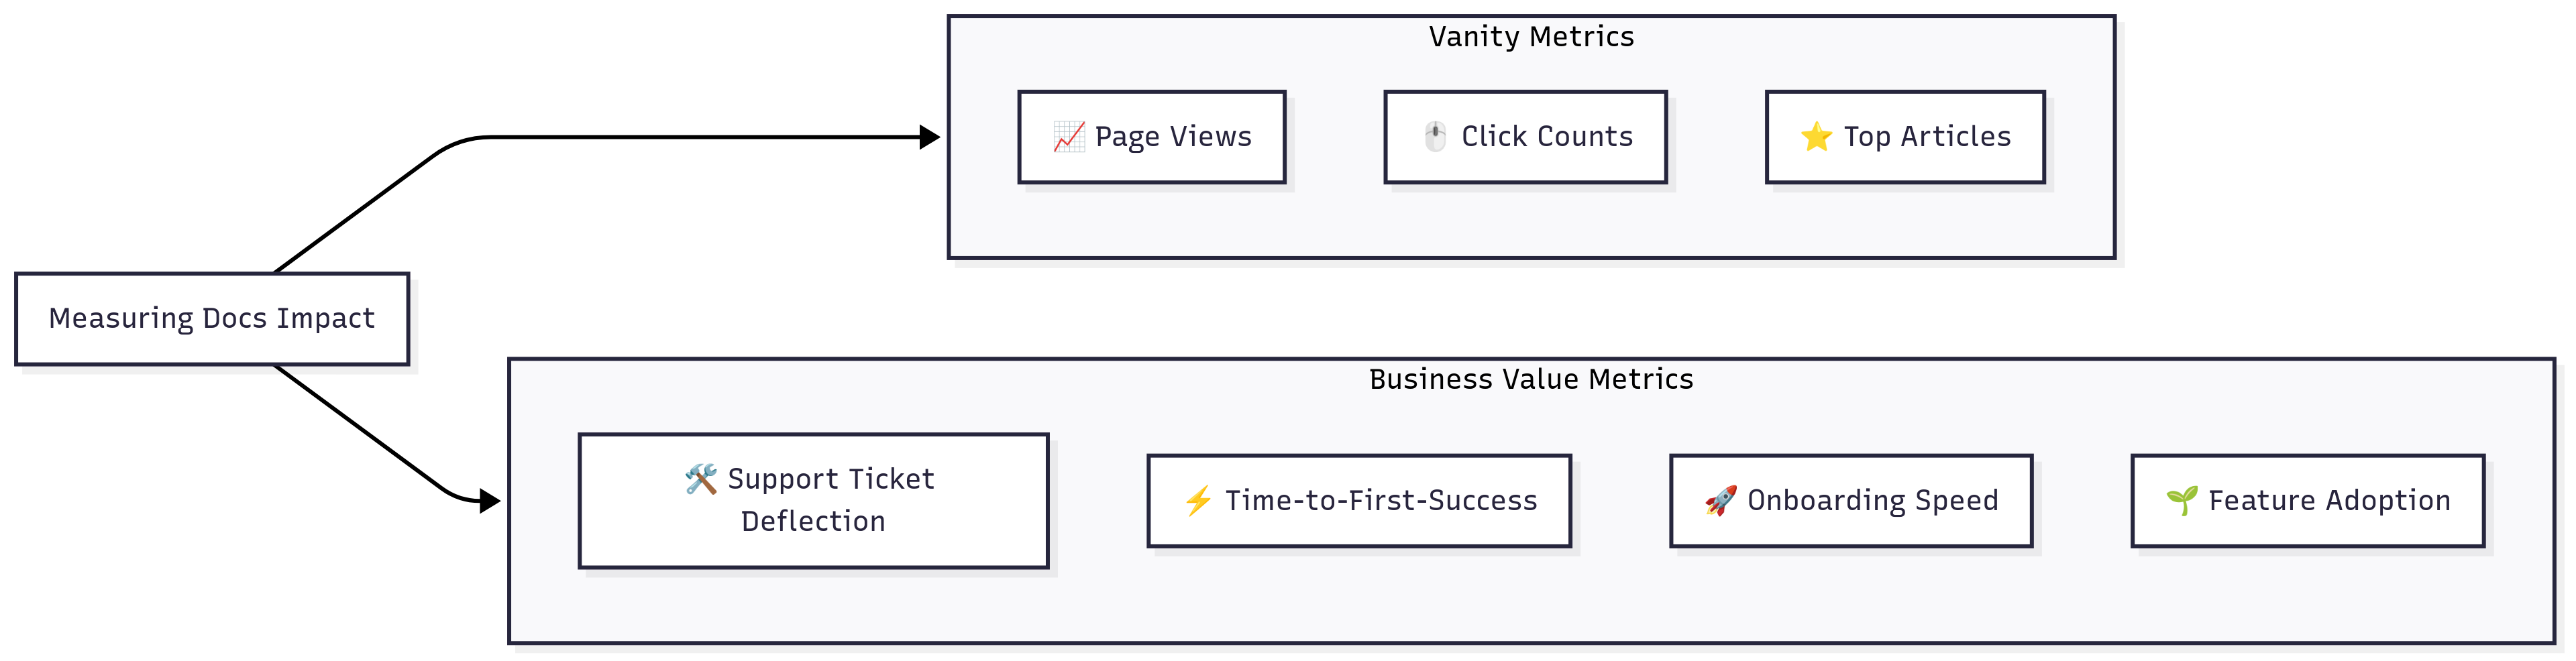 Vanity Metrics
📈 Page Views
🖱️ Click Counts
⭐ Top Articles
Measuring Docs Impact
Business Value Metrics
🛠️ Support Ticket
Deflection
⚡ Time-to-First-Success
🚀 Onboarding Speed
🌱 Feature Adoption